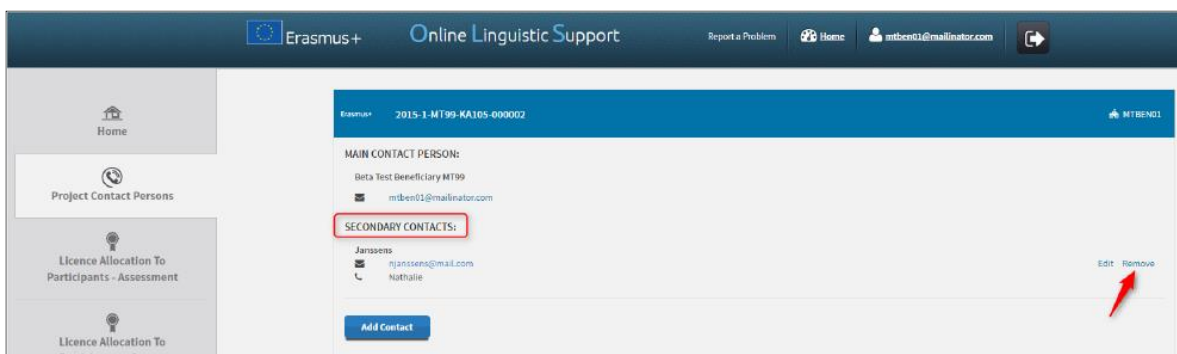 Erasmus+ Online Linguistic Support Report a Problem Home mtben01@mailinator.com
Home
Project Contact Persons
Licence Allocation To
Participants - Assessment
Licence Allocation To
Erasmus+ 2015-1-MT99-KA105-000002 MTBEN01
MAIN CONTACT PERSON:
Beta Test Beneficiary MT99
mtben01@mailinator.com
SECONDARY CONTACTS:
Janssens
njanssens@mail.com
Nathalie
Edit Remove
Add Contact